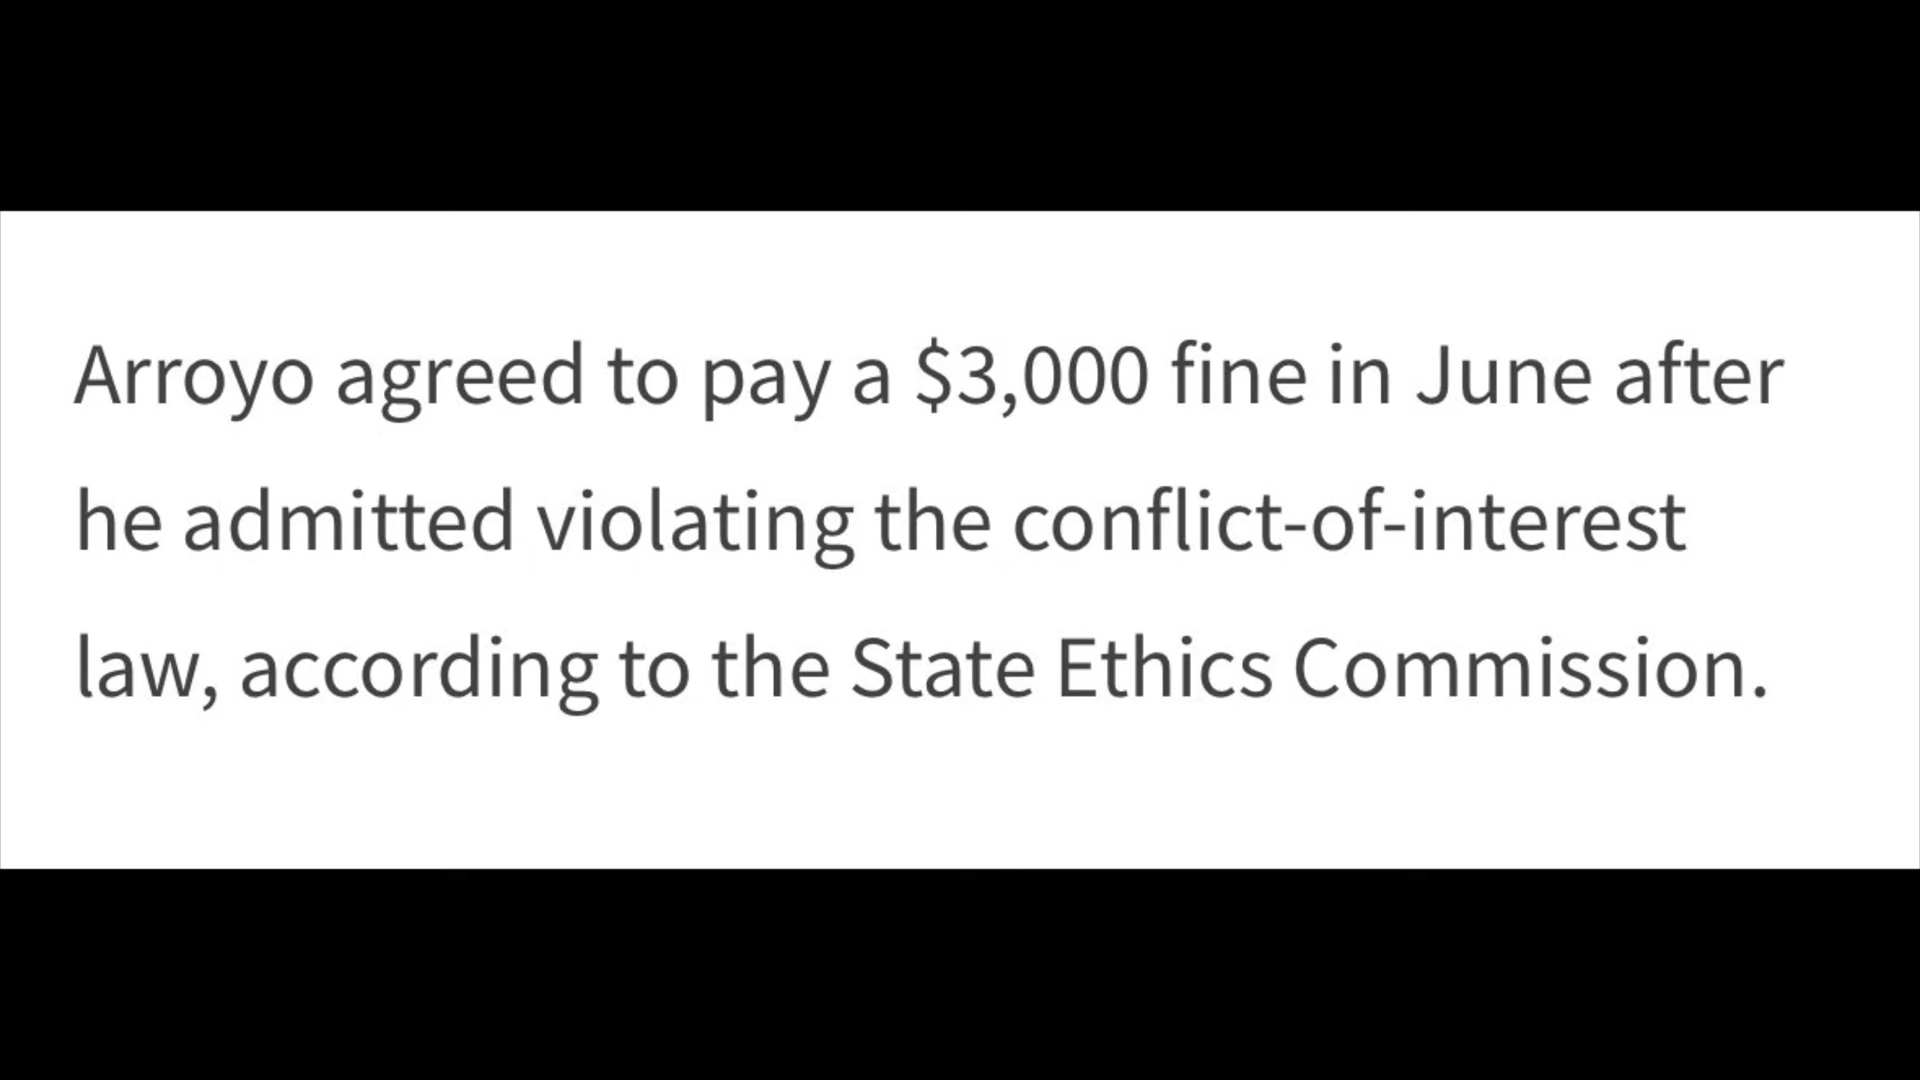 Arroyo agreed to pay a $3,000 fine in June after
he admitted violating the conflict-of-interest
law, according to the State Ethics Commission.